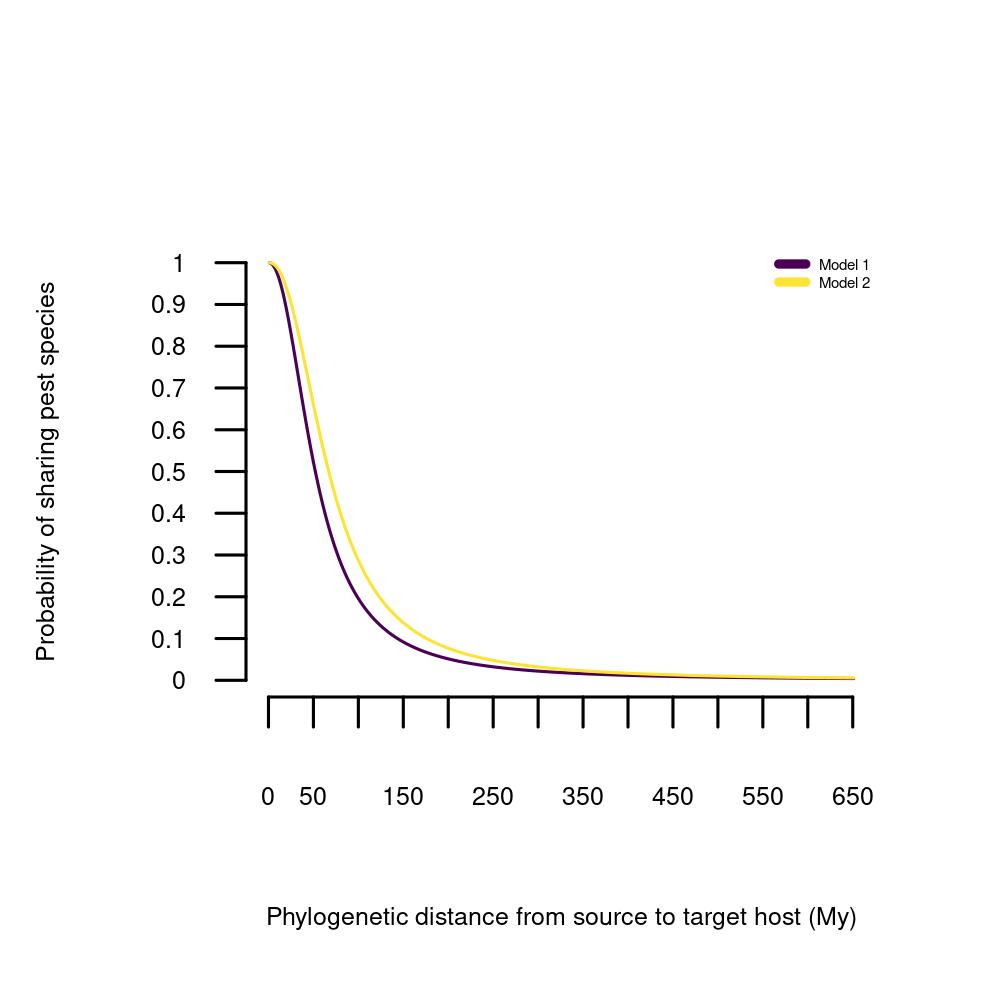 Model 1
Model 2
Probability of sharing pest species
1
0.9
0.8
0.7
0.6
0.5
0.4
0.3
0.2
0.1
0
0 50 150 250 350 450 550 650
Phylogenetic distance from source to target host (My)